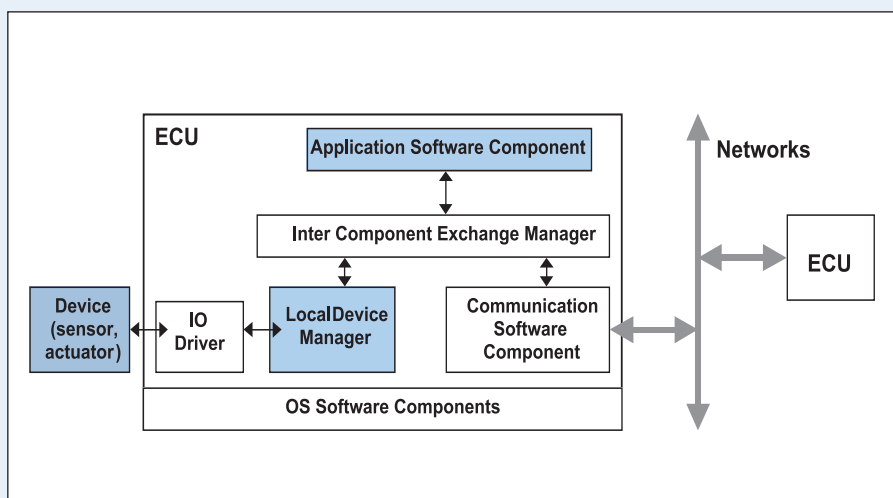 ECU
Application Software Component
Networks
Inter Component Exchange Manager
ECU
Device
(sensor,
actuator)
IO
Driver
LocalDevice
Manager
Communication
Software
Component
OS Software Components